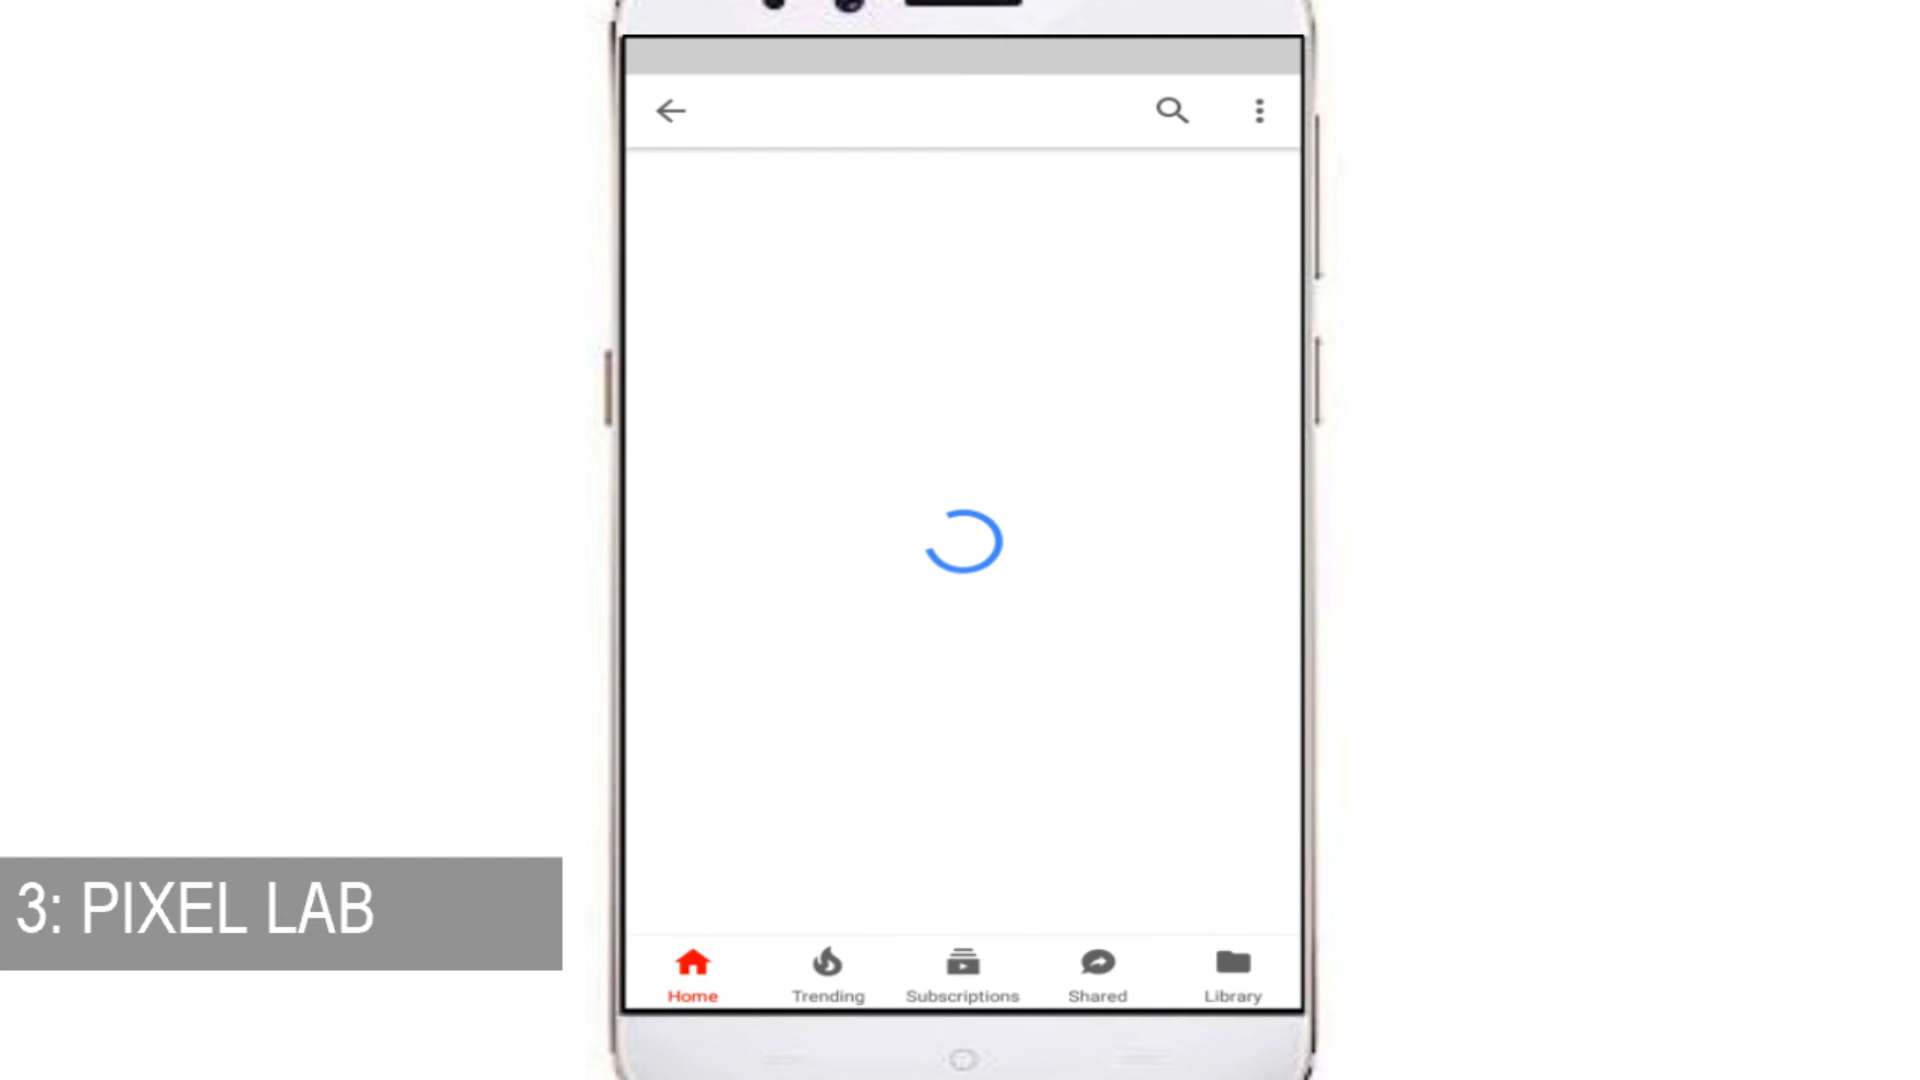 3: PIXEL LAB
Home
Trending
Subscriptions
Shared
Library